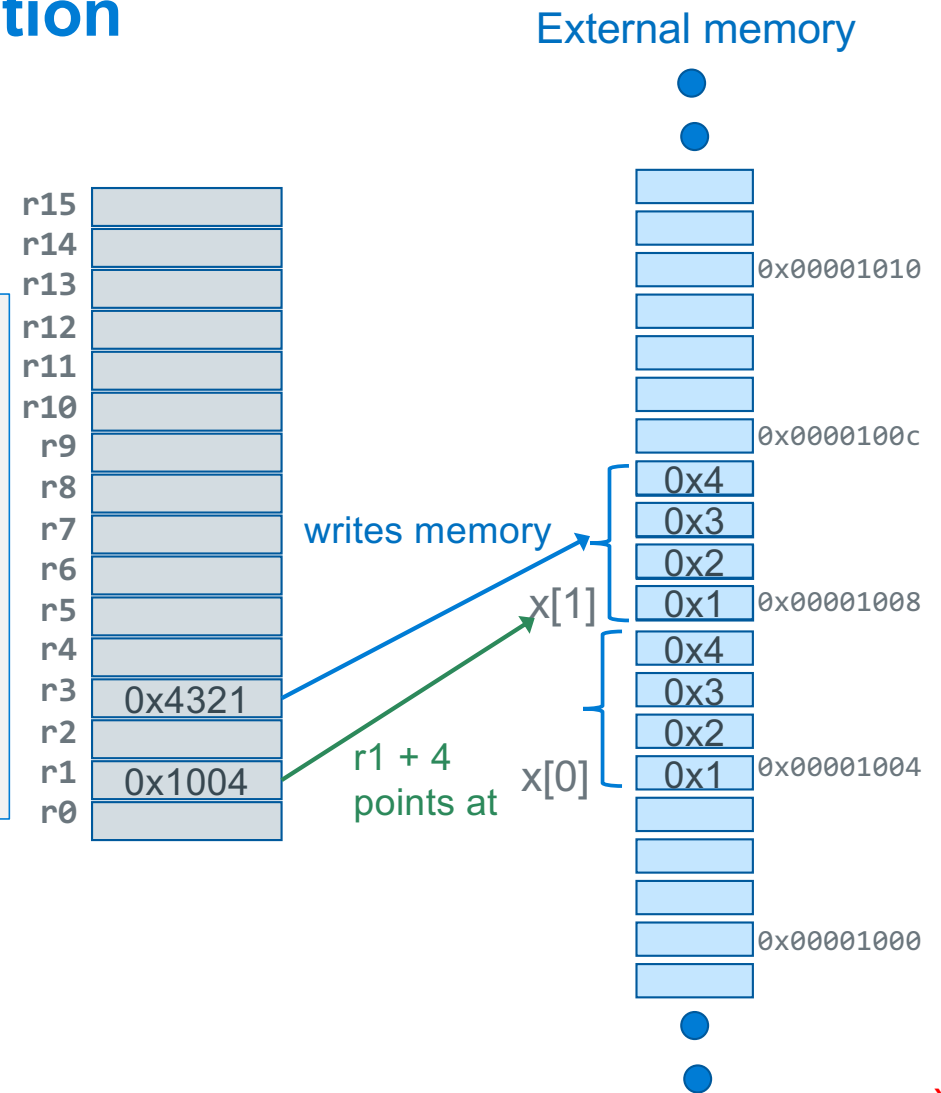 tion
External memory
r15
r14
r13
r12
r11
r10
r9
r8
r7
r6
r5
r4
r3 0x4321
r2
r1 0x1004
r0
writes memory
r1 + 4
points at
x[1]
x[0]
0x00001010
0x0000100c
0x4
0x3
0x2
0x1 0x00001008
0x4
0x3
0x2
0x1 0x00001004
0x00001000